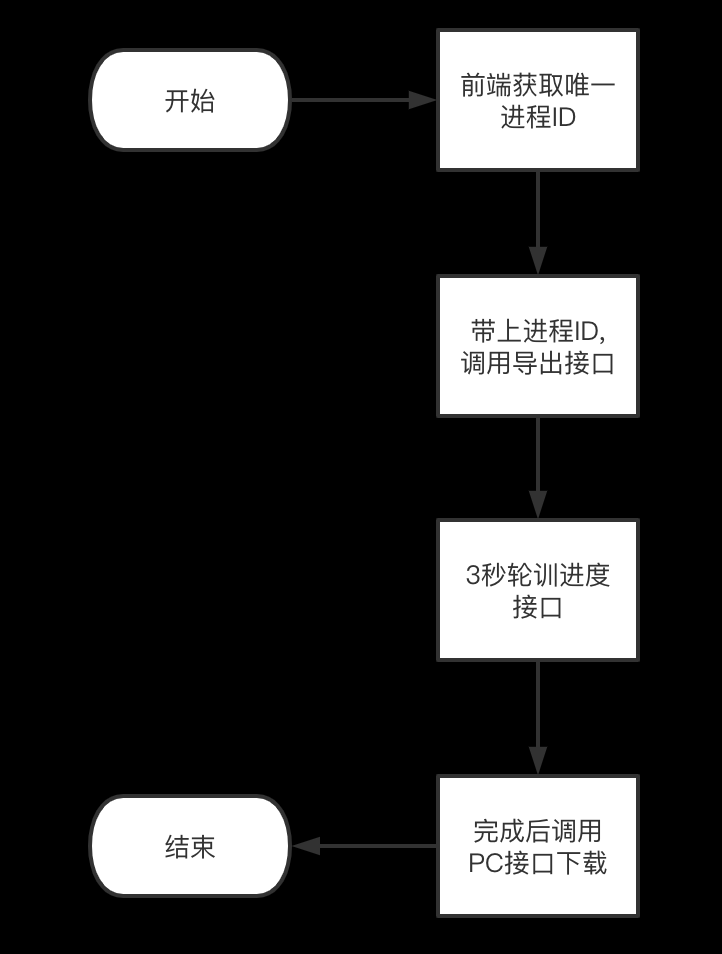 开始
前端获取唯一
进程ID
带上进程ID,
调用导出接口
3秒轮训进度
接口
完成后调用
PC接口下载
结束